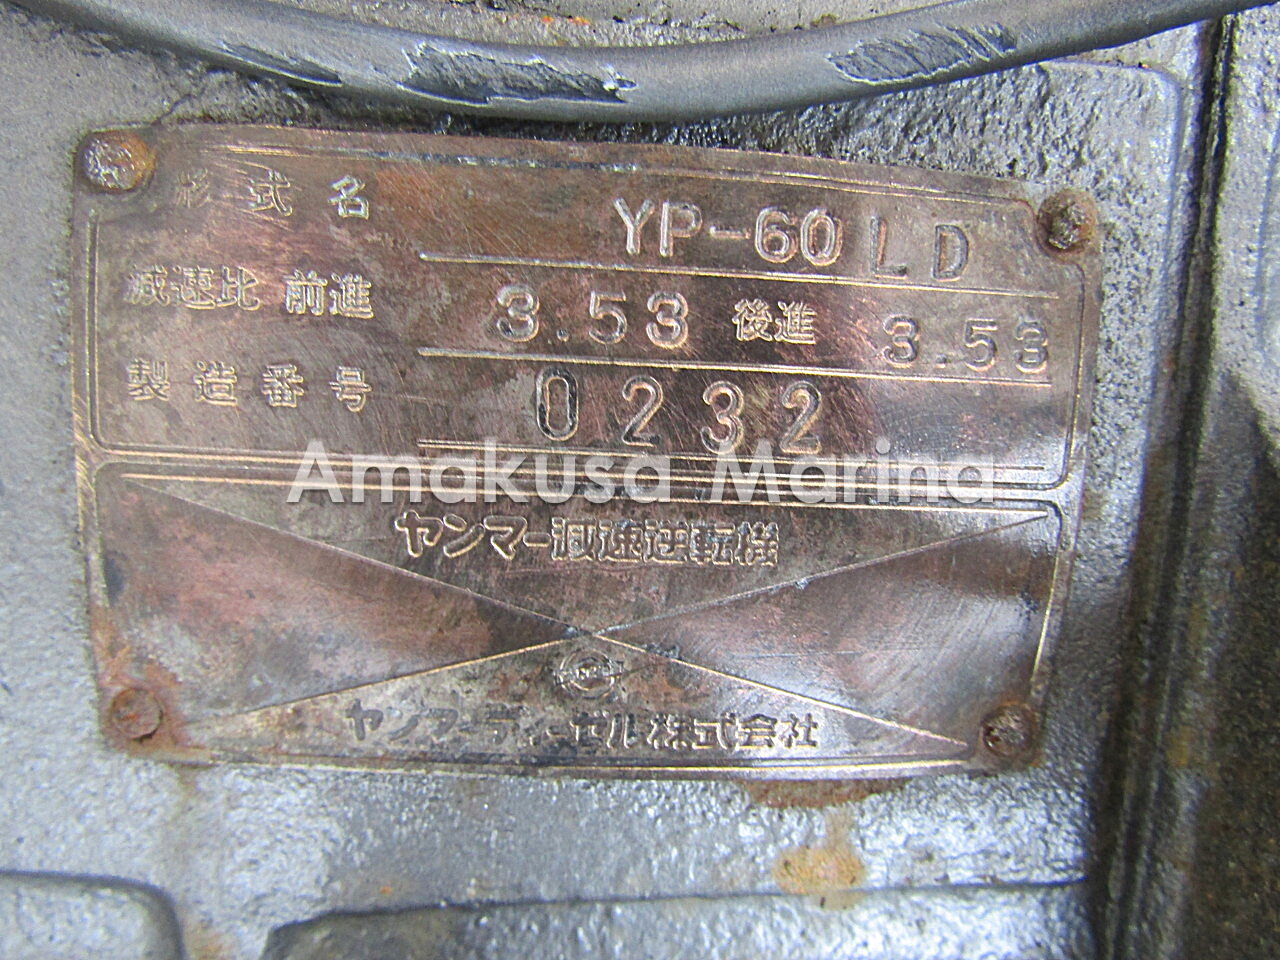 形式名 YP-60LD
減速比 前進 3.53 後進 3.53
製造番号 0232
Amakusa Marina
ヤンマー減速逆転機
ヤンマーディーゼル株式会社